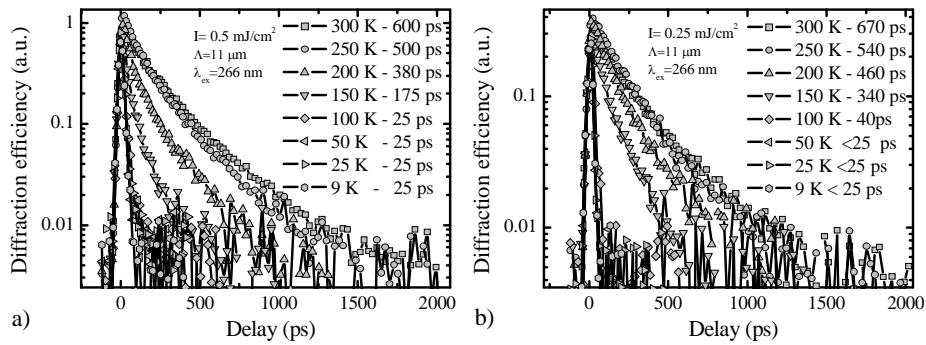 I= 0.5 mJ/cm²
Λ=11 μm
λex=266 nm
300 K - 600 ps
250 K - 500 ps
200 K - 380 ps
150 K - 175 ps
100 K - 25 ps
50 K - 25 ps
25 K - 25 ps
9 K - 25 ps
1
0.1
0.01
Diffraction efficiency (a.u.)
0 500 1000 1500 2000
Delay (ps)
a)
I= 0.25 mJ/cm²
Λ=11 μm
λex=266 nm
300 K - 670 ps
250 K - 540 ps
200 K - 460 ps
150 K - 340 ps
100 K - 40ps
50 K <25 ps
25 K <25 ps
9 K < 25 ps
0.1
0.01
Diffraction efficiency (a.u.)
0 500 1000 1500 2000
Delay (ps)
b)